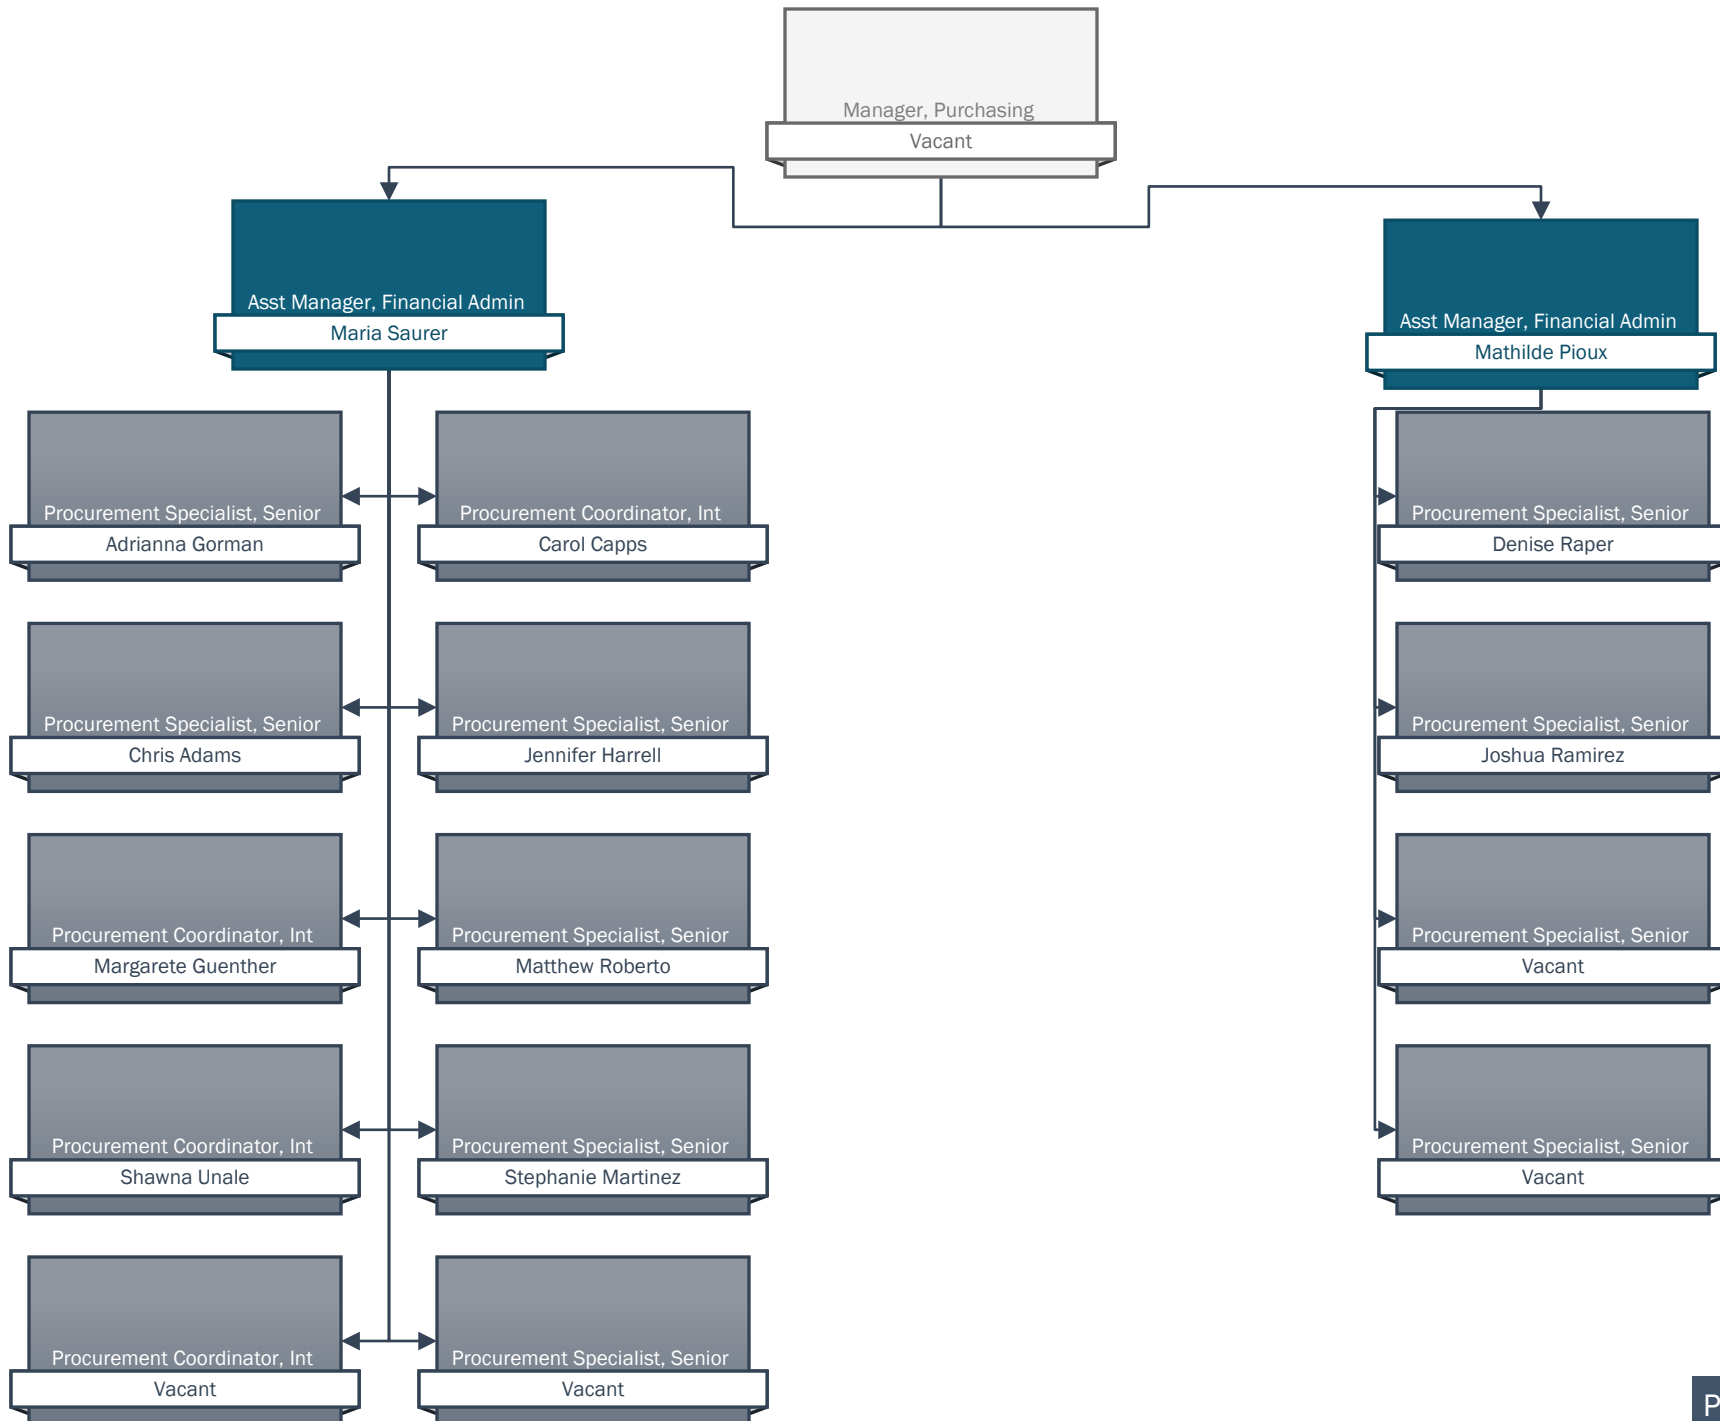 Manager, Purchasing
Vacant
Asst Manager, Financial Admin
Maria Saurer
Asst Manager, Financial Admin
Mathilde Pioux
Procurement Specialist, Senior
Adrianna Gorman
Procurement Coordinator, Int
Carol Capps
Procurement Specialist, Senior
Denise Raper
Procurement Specialist, Senior
Chris Adams
Procurement Specialist, Senior
Jennifer Harrell
Procurement Specialist, Senior
Joshua Ramirez
Procurement Coordinator, Int
Margarete Guenther
Procurement Specialist, Senior
Matthew Roberto
Procurement Specialist, Senior
Vacant
Procurement Coordinator, Int
Shawna Unale
Procurement Specialist, Senior
Stephanie Martinez
Procurement Specialist, Senior
Vacant
Procurement Coordinator, Int
Vacant
Procurement Specialist, Senior
Vacant
P